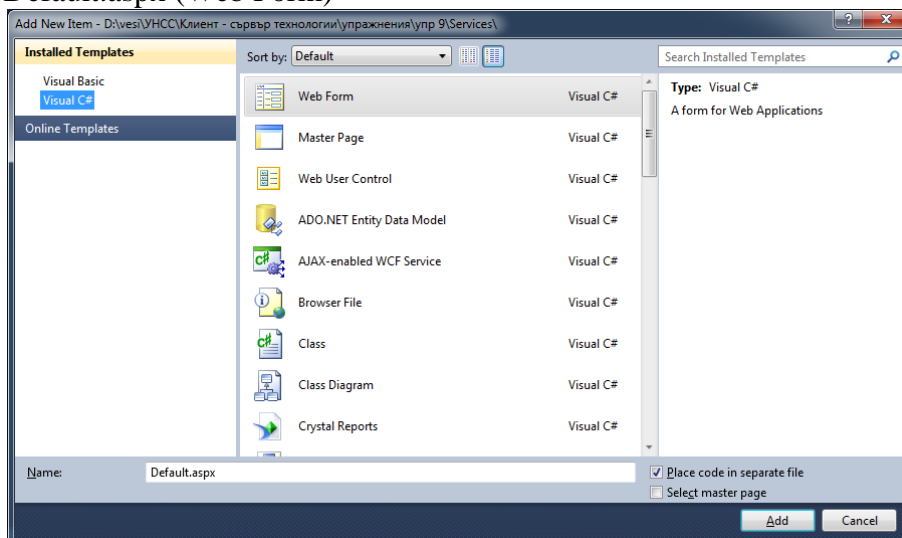 Default.aspx (Web Form)
Add New Item - D:\vesi\УНСС\Клиент - сървър технологии\упражнения\упр 9\Services\
Installed Templates
Visual Basic
Visual C#
Online Templates
Sort by: Default
Web Form Visual C#
Master Page Visual C#
Web User Control Visual C#
ADO.NET Entity Data Model Visual C#
AJAX-enabled WCF Service Visual C#
Browser File Visual C#
Class Visual C#
Class Diagram Visual C#
Crystal Reports Visual C#
Search Installed Templates
Type: Visual C#
A form for Web Applications
Name: Default.aspx
Place code in separate file
Select master page
Add Cancel